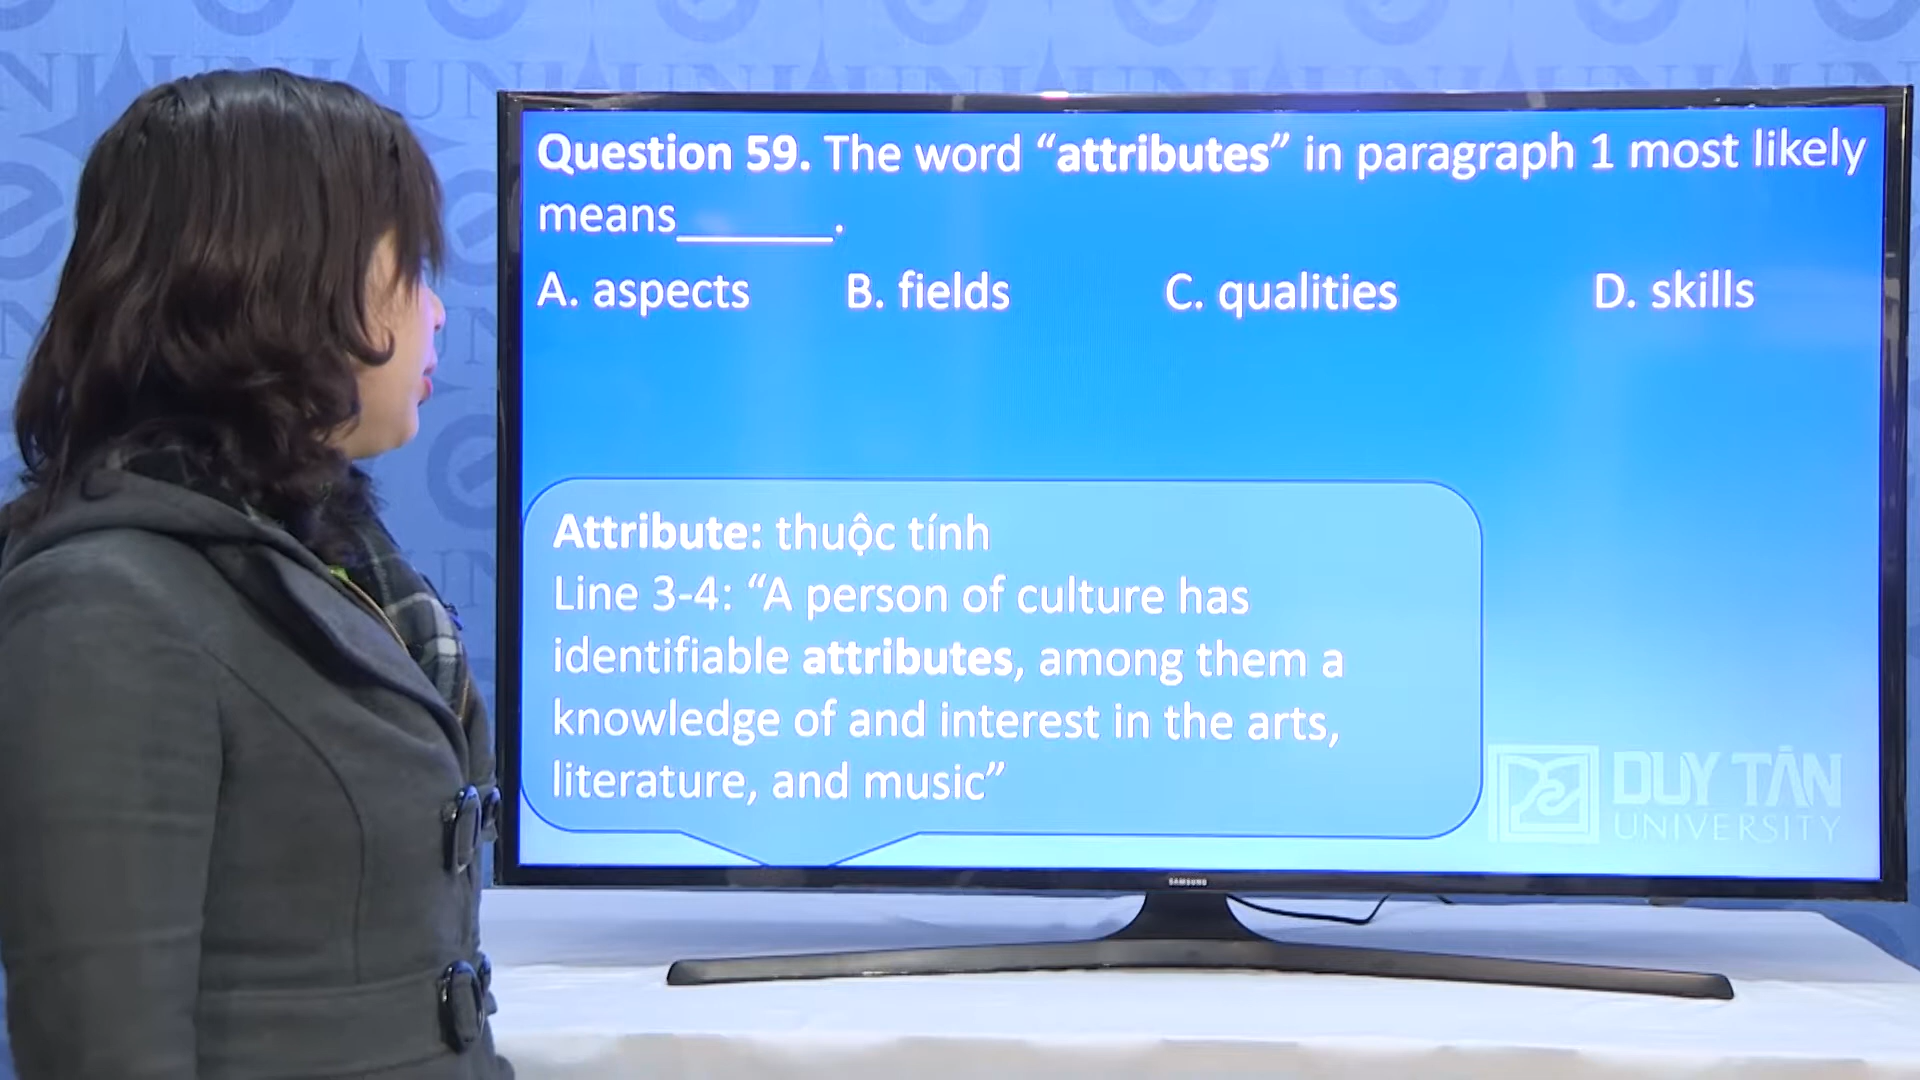 Question 59. The word “attributes” in paragraph 1 most likely
means______.
A. aspects B. fields C. qualities D. skills
Attribute: thuộc tính
Line 3-4: “A person of culture has
identifiable attributes, among them a
knowledge of and interest in the arts,
literature, and music”
DUY TÂN
UNIVERSITY
SAMSUNG